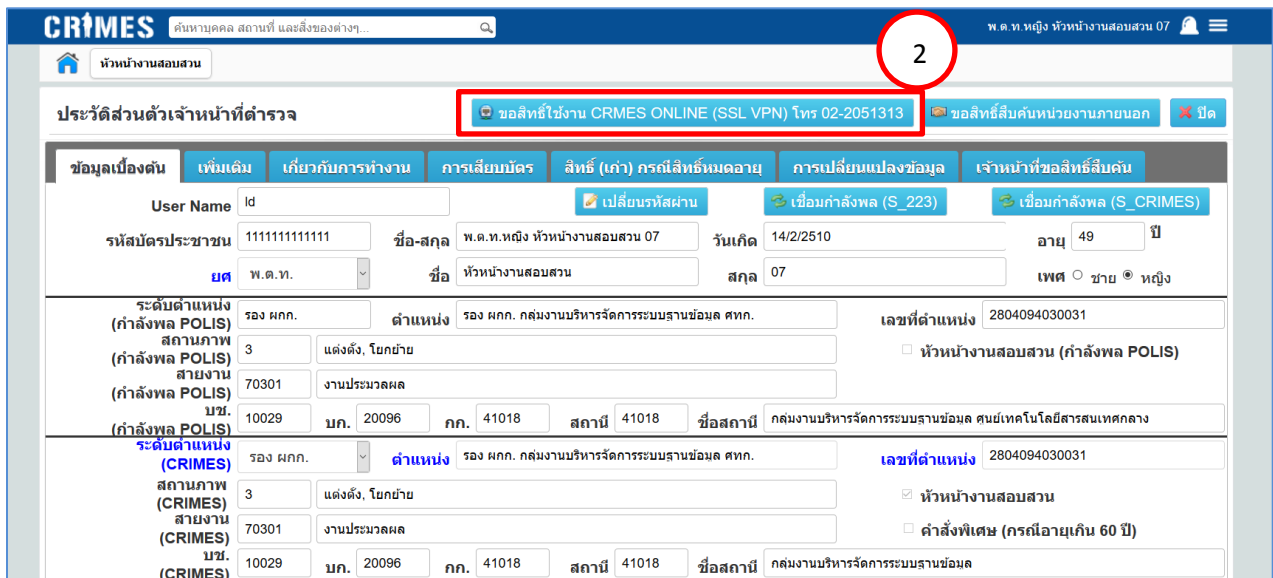 CRIMES ค้นหาบุคคล สถานที่ และสิ่งของต่างๆ... พ.ต.ท.หญิง หัวหน้างานสอบสวน 07
2
หัวหน้างานสอบสวน
ประวัติส่วนตัวเจ้าหน้าที่ตำรวจ ขอสิทธิ์ใช้งาน CRMES ONLINE (SSL VPN) โทร 02-2051313 ขอสิทธิ์สืบค้นหน่วยงานภายนอก ปิด
ข้อมูลเบื้องต้น เพิ่มเติม เกี่ยวกับการทำงาน การเสียบบัตร สิทธิ์ (เก่า) กรณีสิทธิ์หมดอายุ การเปลี่ยนแปลงข้อมูล เจ้าหน้าที่ขอสิทธิ์สืบค้น
User Name ld เปลี่ยนรหัสผ่าน เชื่อมกำลังพล (S_223) เชื่อมกำลังพล (S_CRIMES)
รหัสบัตรประชาชน 1111111111111 ชื่อ-สกุล พ.ต.ท.หญิง หัวหน้างานสอบสวน 07 วันเกิด 14/2/2510 อายุ 49 ปี
ยศ พ.ต.ท. ชื่อ หัวหน้างานสอบสวน สกุล 07 เพศ ชาย หญิง
ระดับตำแหน่ง
(กำลังพล POLIS) รอง ผกก. ตำแหน่ง รอง ผกก. กลุ่มงานบริหารจัดการระบบฐานข้อมูล ศทก. เลขที่ตำแหน่ง 2804094030031
สถานภาพ
(กำลังพล POLIS) 3 แต่งตั้ง, โยกย้าย หัวหน้างานสอบสวน (กำลังพล POLIS)
สายงาน
(กำลังพล POLIS) 70301 งานประมวลผล
บช.
(กำลังพล POLIS) 10029 บก. 20096 กก. 41018 สถานี 41018 ชื่อสถานี กลุ่มงานบริหารจัดการระบบฐานข้อมูล ศูนย์เทคโนโลยีสารสนเทศกลาง
ระดับตำแหน่ง
(CRIMES) รอง ผกก. ตำแหน่ง รอง ผกก. กลุ่มงานบริหารจัดการระบบฐานข้อมูล ศทก. เลขที่ตำแหน่ง 2804094030031
สถานภาพ
(CRIMES) 3 แต่งตั้ง, โยกย้าย หัวหน้างานสอบสวน
สายงาน
(CRIMES) 70301 งานประมวลผล คำสั่งพิเศษ (กรณีอายุเกิน 60 ปี)
บช.
(CRIMES) 10029 บก. 20096 กก. 41018 สถานี 41018 ชื่อสถานี กลุ่มงานบริหารจัดการระบบฐานข้อมูล